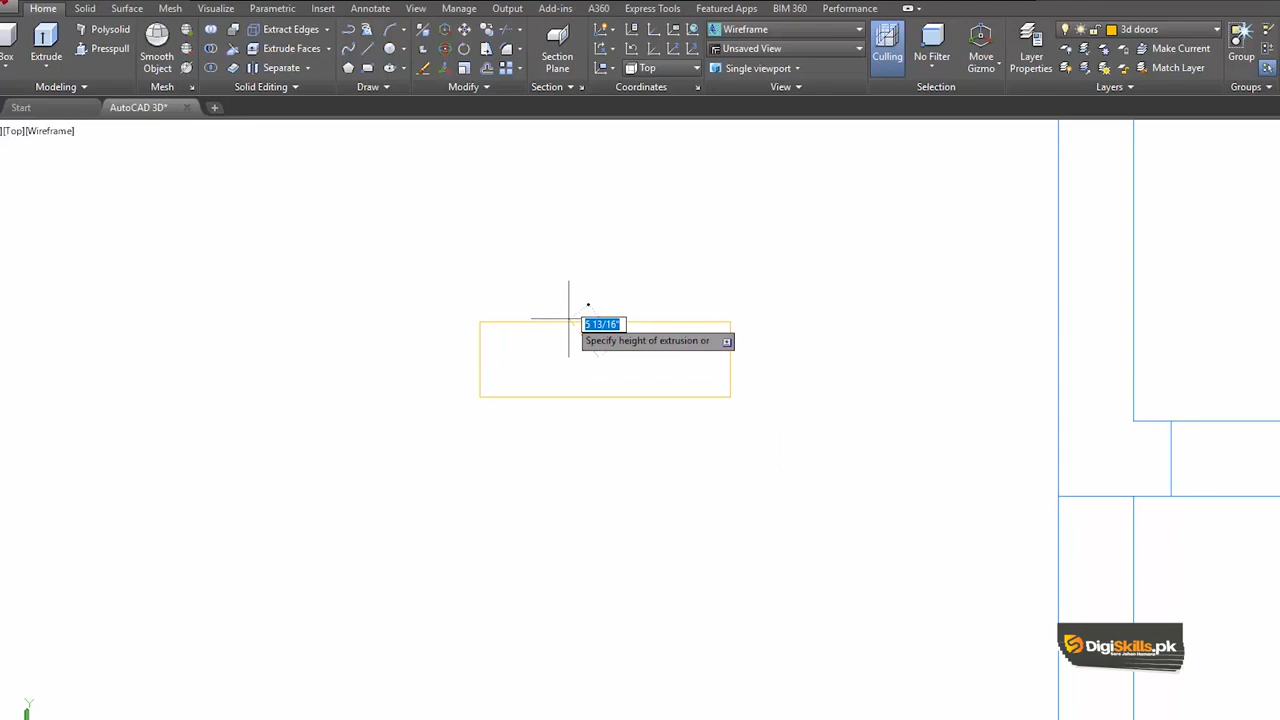 Home Solid Surface Mesh Visualize Parametric Insert Annotate View Manage Output Add-ins A360 Express Tools Featured Apps BIM 360 Performance
Polysolid Extract Edges Wireframe 3d doors
Box Extrude Presspull Smooth Object Extrude Faces Section Plane Unsaved View Culling No Filter Move Gizmo Layer Properties Make Current Group
Separate Top Single viewport Match Layer
Modeling Mesh Solid Editing Draw Modify Section Coordinates View Selection Layers Groups
Start AutoCAD 3D*
][Top][Wireframe]
5 13/16"
Specify height of extrusion or
DigiSkills.pk
Y